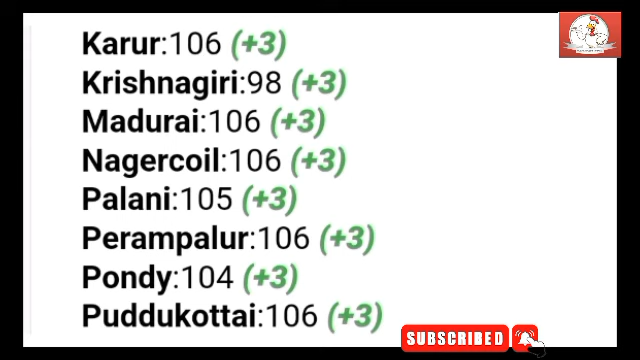 Karur:106 (+3)
Krishnagiri:98 (+3)
Madurai:106 (+3)
Nagercoil:106 (+3)
Palani:105 (+3)
Perampalur:106 (+3)
Pondy:104 (+3)
Puddukottai:106 (+3)
SUBSCRIBED